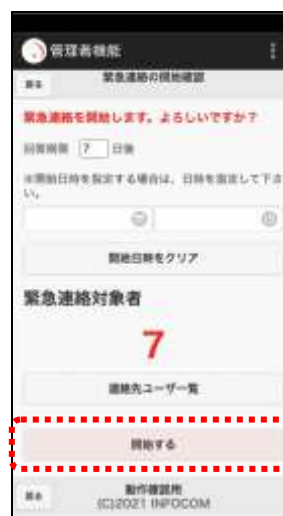 管理者機能
戻る 緊急連絡の開始確認
緊急連絡を開始します。よろしいですか？
回答期限 7 日後
※開始日時を指定する場合は、日時を指定して下さ
い。
開始日時をクリア
緊急連絡対象者
7
連絡先ユーザ一覧
開始する
戻る 動作確認用
(C)2021 INFOCOM